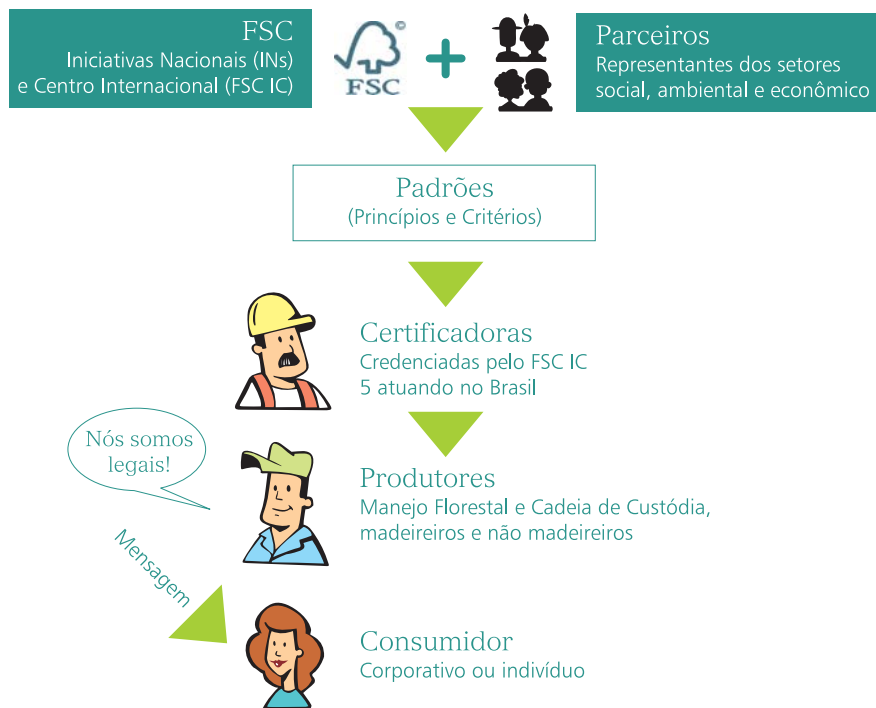 FSC
Iniciativas Nacionais (INs)
e Centro Internacional (FSC IC)
FSC
+
Parceiros
Representantes dos setores
social, ambiental e econômico
Padrões
(Princípios e Critérios)
Certificadoras
Credenciadas pelo FSC IC
5 atuando no Brasil
Nós somos
legais!
Produtores
Manejo Florestal e Cadeia de Custódia,
madeireiros e não madeireiros
Mensagem
Consumidor
Corporativo ou indivíduo